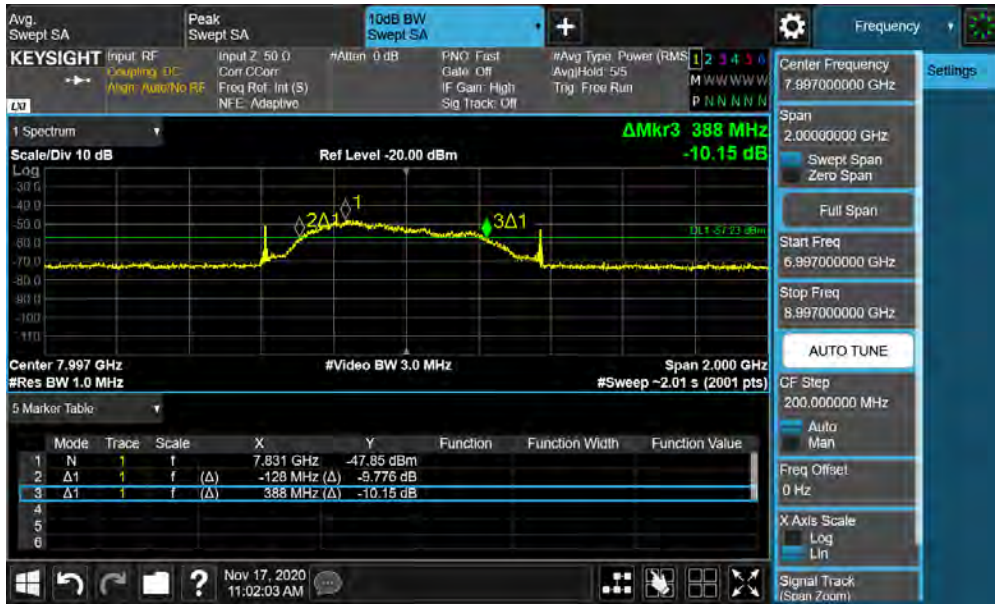 Avg.
Swept SA
Peak
Swept SA
10dB BW
Swept SA
Frequency
KEYSIGHT
Input: RF
Coupling: DC
Align: Auto/No RF
Input Z: 50 Ω
Corr CCorr
Freq Ref: Int (S)
NFE: Adaptive
#Atten: 0 dB
PNO: Fast
Gate: Off
IF Gain: High
Sig Track: Off
#Avg Type: Power (RMS
Avg|Hold: 5/5
Trig: Free Run
1 2 3 4 5 6
M W W W W W
P N N N N N
LXI
1 Spectrum
Scale/Div 10 dB
Ref Level -20.00 dBm
ΔMkr3 388 MHz
-10.15 dB
Log
-30.0
-40.0
-50.0
-60.0
-70.0
-80.0
-90.0
-100
-110
2Δ1
1
3Δ1
DL1 -57.23 dBm
Center 7.997 GHz
#Video BW 3.0 MHz
Span 2.000 GHz
#Res BW 1.0 MHz
#Sweep ~2.01 s (2001 pts)
5 Marker Table
Mode Trace Scale X Y Function Function Width Function Value
1 N 1 f 7.831 GHz -47.85 dBm
2 Δ1 1 f (Δ) -128 MHz (Δ) -9.776 dB
3 Δ1 1 f (Δ) 388 MHz (Δ) -10.15 dB
4
5
6
Nov 17, 2020
11:02:03 AM
?
Settings
Center Frequency
7.997000000 GHz
Span
2.00000000 GHz
Swept Span
Zero Span
Full Span
Start Freq
6.997000000 GHz
Stop Freq
8.997000000 GHz
AUTO TUNE
CF Step
200.000000 MHz
Auto
Man
Freq Offset
0 Hz
X Axis Scale
Log
Lin
Signal Track
(Span Zoom)